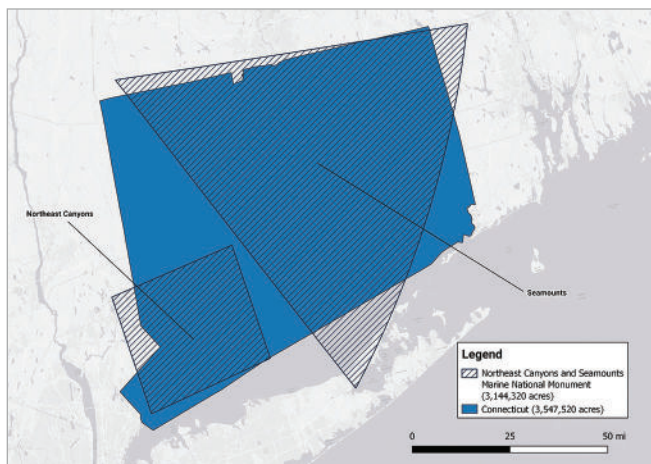 Northeast Canyons
Seamounts
Legend
Northeast Canyons and Seamounts
Marine National Monument
(3,144,320 acres)
Connecticut (3,547,520 acres)
0 25 50 mi